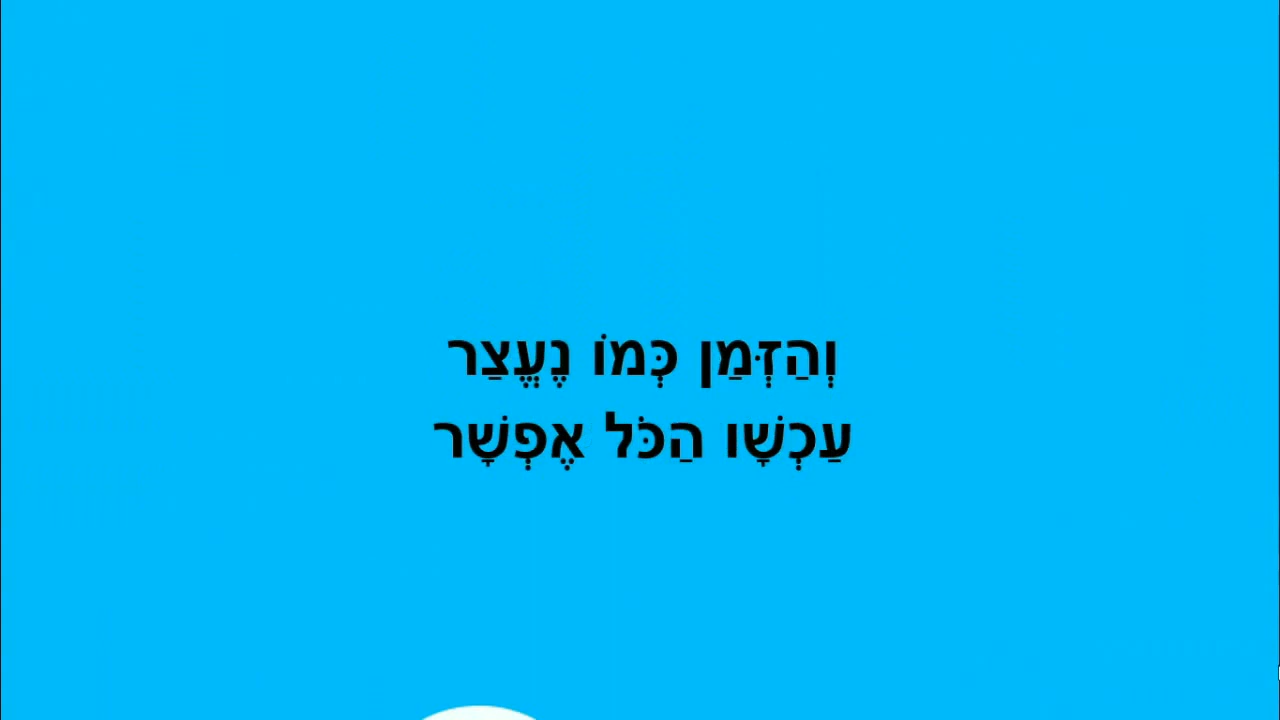 וְהַזְּמַן כְּמוֹ נֶעֱצַר
עַכְשָׁו הַכֹּל אֶפְשָׁר